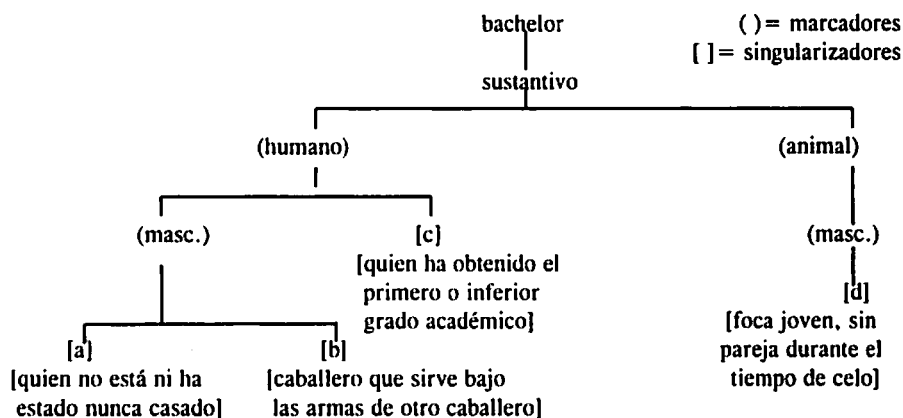 bachelor
( )= marcadores
[ ]= singularizadores
sustantivo
(humano)
(animal)
(masc.)
[c]
[quien ha obtenido el
primero o inferior
grado académico]
(masc.)
[a]
[quien no está ni ha
estado nunca casado]
[b]
[caballero que sirve bajo
las armas de otro caballero]
[d]
[foca joven, sin
pareja durante el
tiempo de celo]